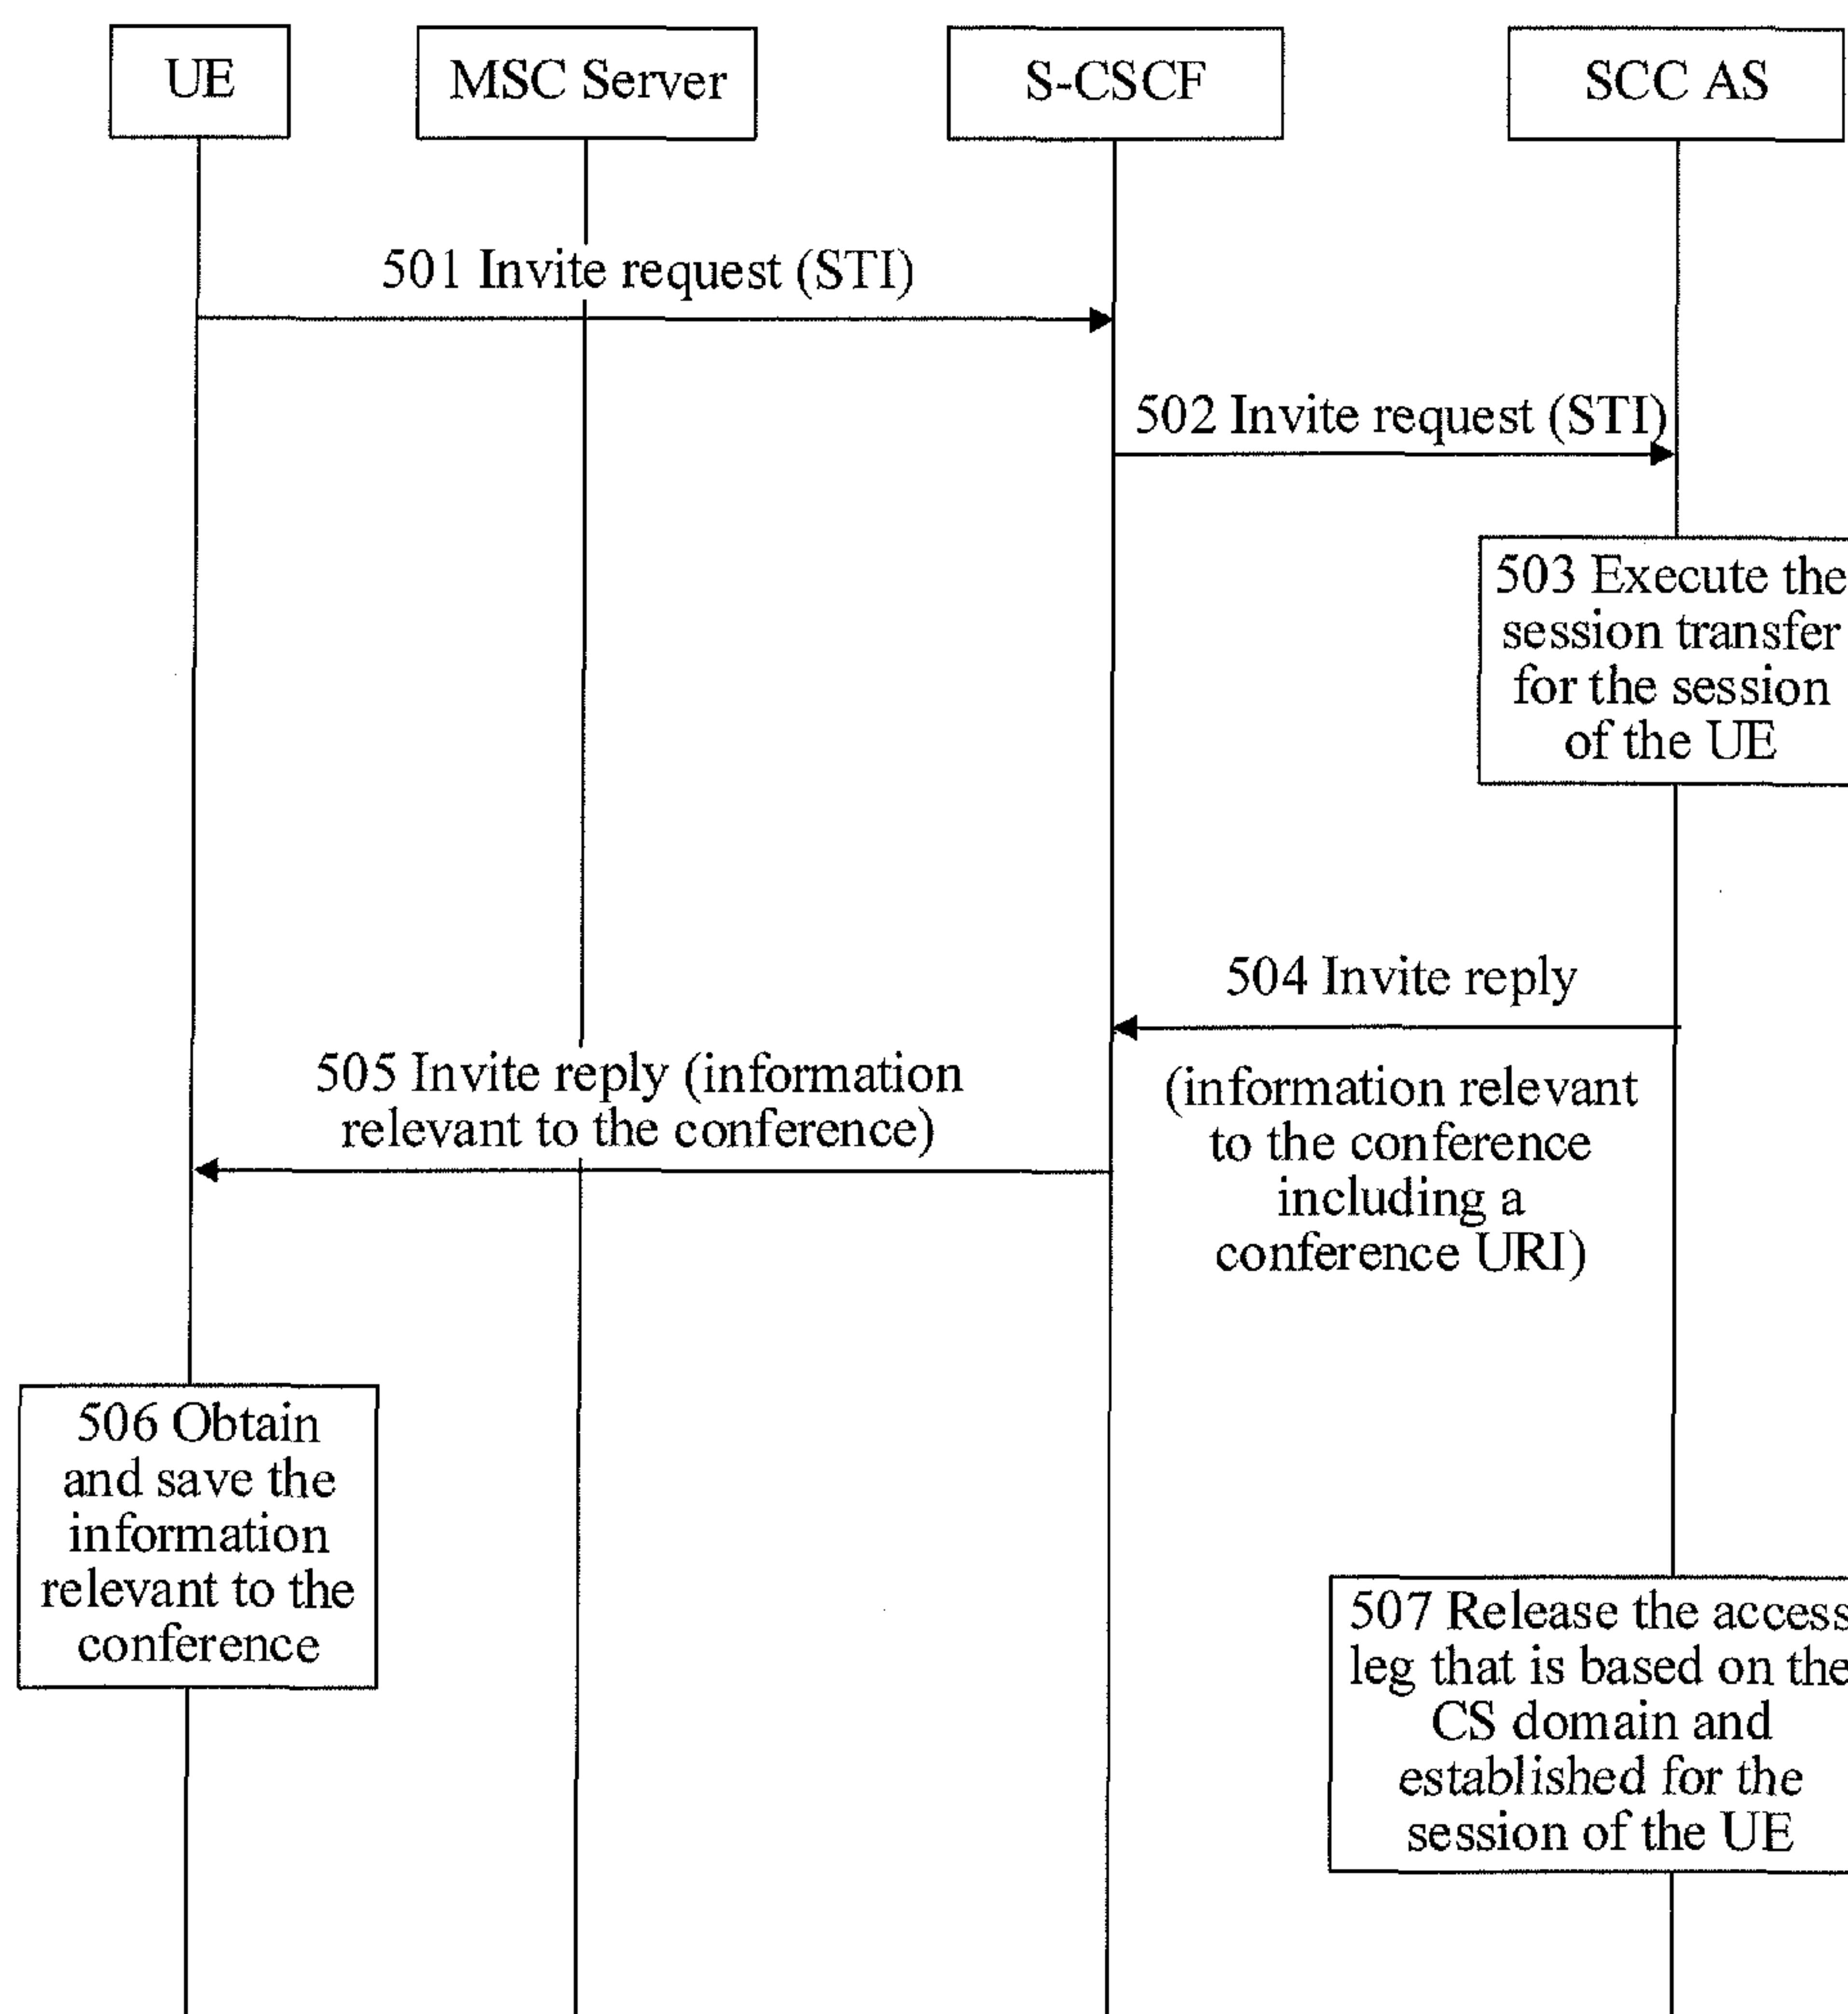 UE
MSC Server
S-CSCF
SCC AS
501 Invite request (STI)
502 Invite request (STI)
503 Execute the
session transfer
for the session
of the UE
504 Invite reply
(information relevant
to the conference
including a
conference URI)
505 Invite reply (information
relevant to the conference)
506 Obtain
and save the
information
relevant to the
conference
507 Release the access
leg that is based on the
CS domain and
established for the
session of the UE